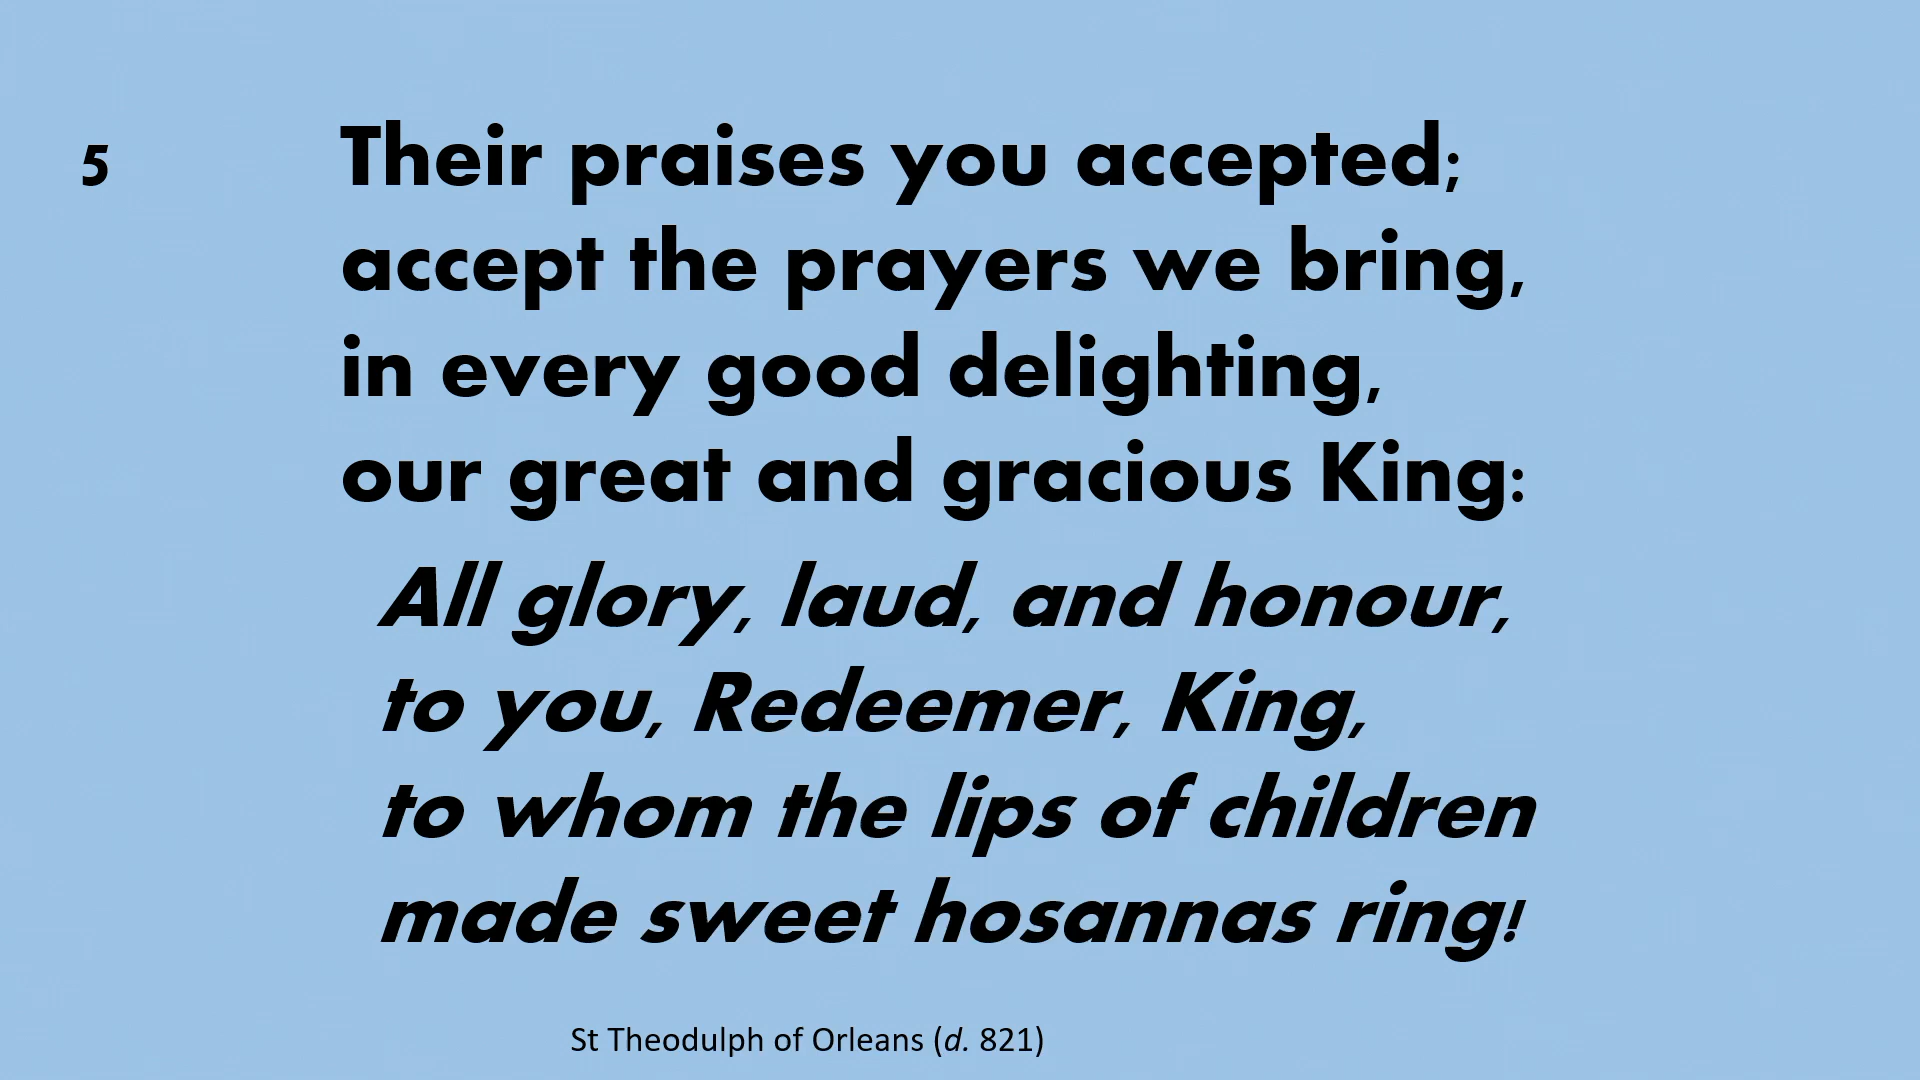 5
Their praises you accepted;
accept the prayers we bring,
in every good delighting,
our great and gracious King:
All glory, laud, and honour,
to you, Redeemer, King,
to whom the lips of children
made sweet hosannas ring!
St Theodulph of Orleans (d. 821)